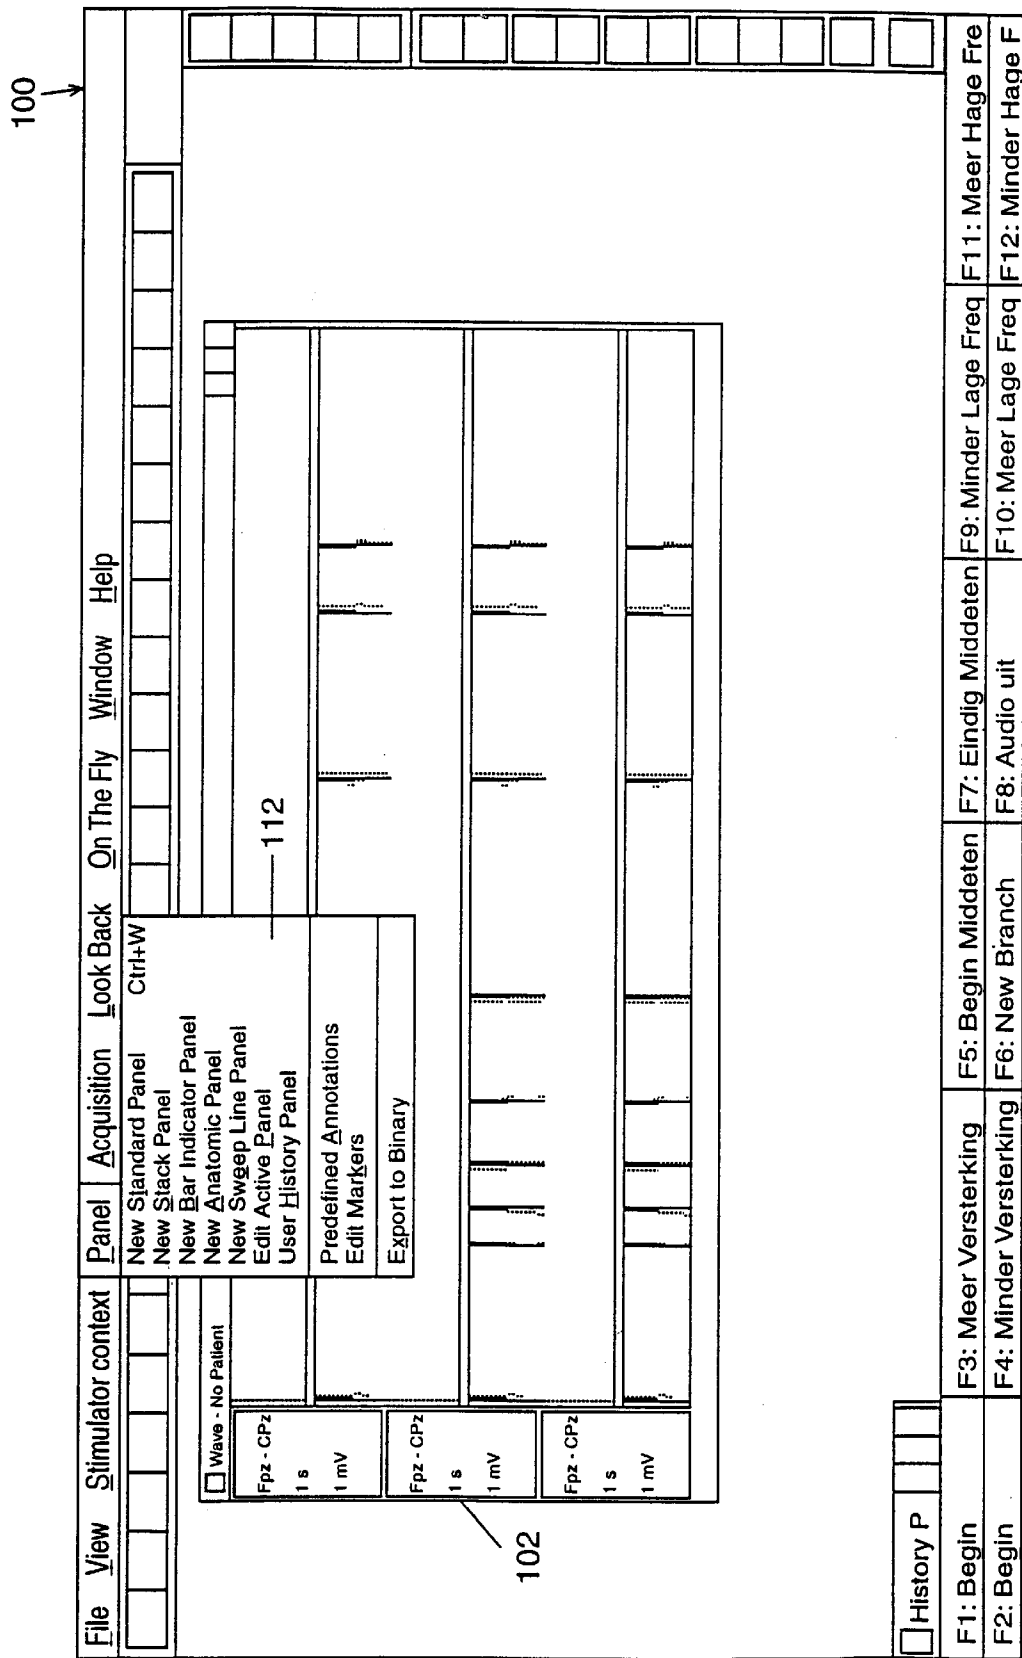 100
File View Stimulator context Panel Acquisition Look Back On The Fly Window Help
New Standard Panel Ctrl+W
New Stack Panel
New Bar Indicator Panel
New Anatomic Panel
New Sweep Line Panel
Edit Active Panel
User History Panel
Predefined Annotations
Edit Markers
Export to Binary
112
Wave - No Patient
Fpz - CPz
1 s
1 mV
Fpz - CPz
1 s
1 mV
Fpz - CPz
1 s
1 mV
102
History P
F1: Begin F3: Meer Versterking F5: Begin Middeten F7: Eindig Middeten F9: Minder Lage Freq F11: Meer Hage Fre
F2: Begin F4: Minder Versterking F6: New Branch F8: Audio uit F10: Meer Lage Freq F12: Minder Hage F